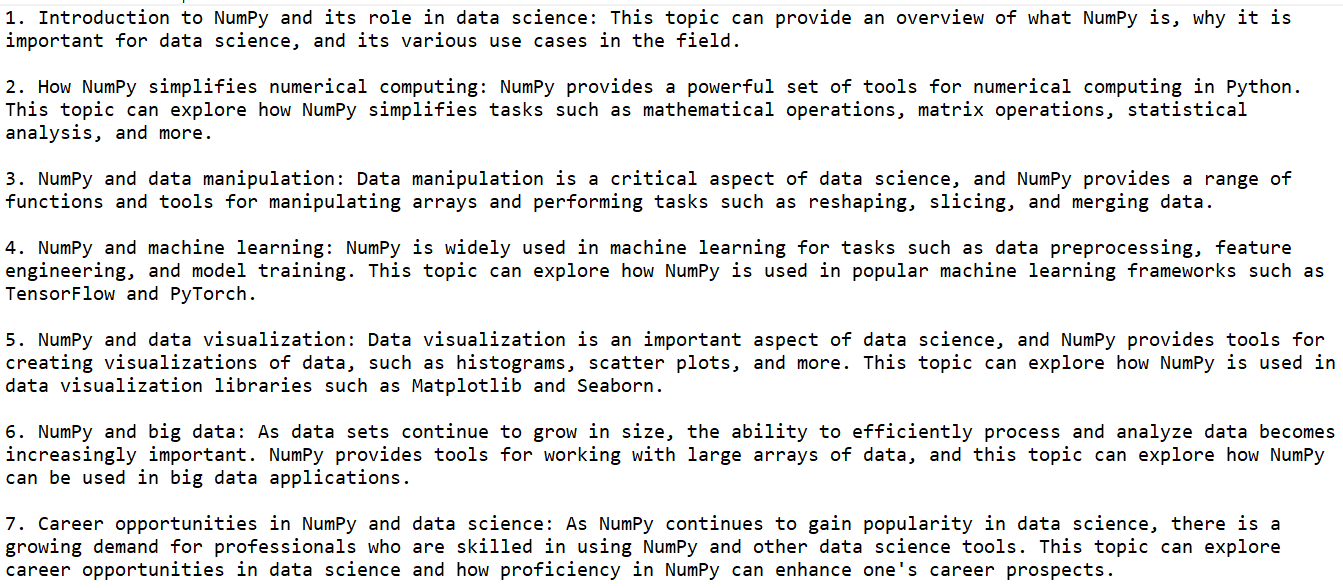 1. Introduction to NumPy and its role in data science: This topic can provide an overview of what NumPy is, why it is
important for data science, and its various use cases in the field.
2. How NumPy simplifies numerical computing: NumPy provides a powerful set of tools for numerical computing in Python.
This topic can explore how NumPy simplifies tasks such as mathematical operations, matrix operations, statistical
analysis, and more.
3. NumPy and data manipulation: Data manipulation is a critical aspect of data science, and NumPy provides a range of
functions and tools for manipulating arrays and performing tasks such as reshaping, slicing, and merging data.
4. NumPy and machine learning: NumPy is widely used in machine learning for tasks such as data preprocessing, feature
engineering, and model training. This topic can explore how NumPy is used in popular machine learning frameworks such as
TensorFlow and PyTorch.
5. NumPy and data visualization: Data visualization is an important aspect of data science, and NumPy provides tools for
creating visualizations of data, such as histograms, scatter plots, and more. This topic can explore how NumPy is used in
data visualization libraries such as Matplotlib and Seaborn.
6. NumPy and big data: As data sets continue to grow in size, the ability to efficiently process and analyze data becomes
increasingly important. NumPy provides tools for working with large arrays of data, and this topic can explore how NumPy
can be used in big data applications.
7. Career opportunities in NumPy and data science: As NumPy continues to gain popularity in data science, there is a
growing demand for professionals who are skilled in using NumPy and other data science tools. This topic can explore
career opportunities in data science and how proficiency in NumPy can enhance one's career prospects.